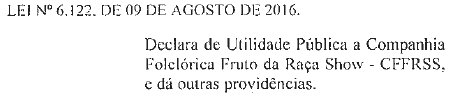 LEI Nº 6.122, DE 09 DE AGOSTO DE 2016.
Declara de Utilidade Pública a Companhia
Folclórica Fruto da Raça Show - CFFRSS,
e dá outras providências.